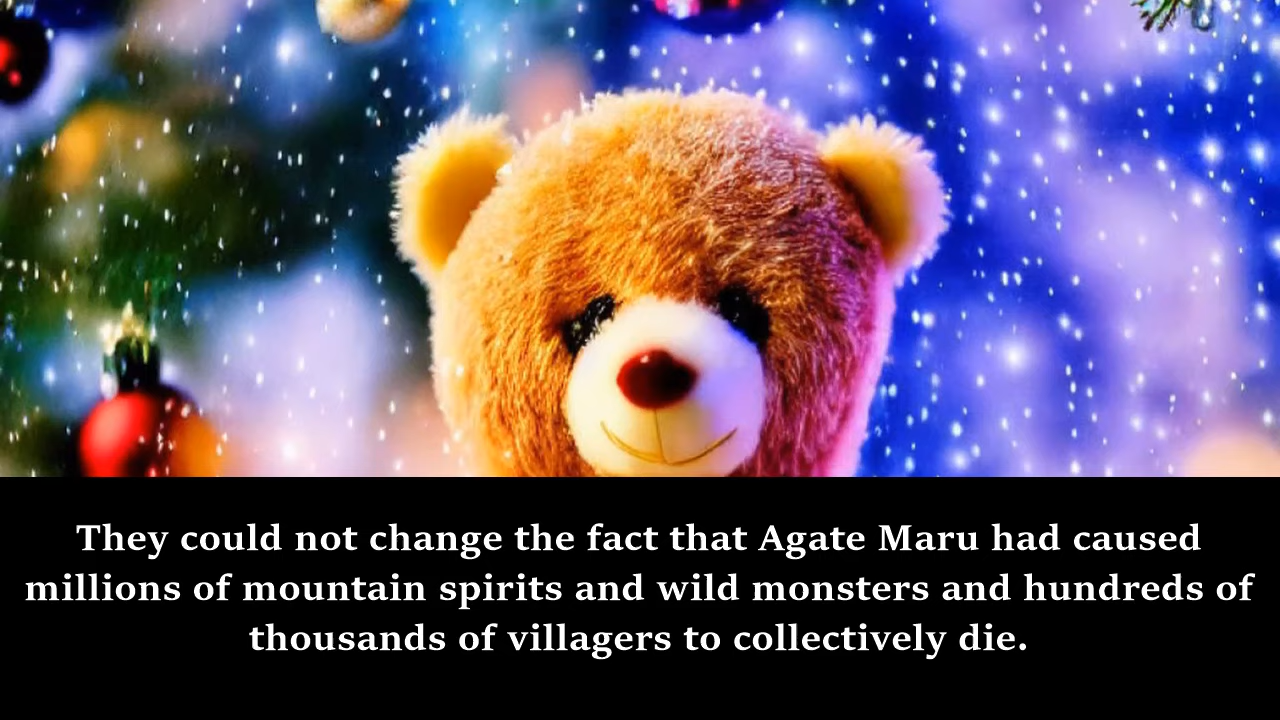 They could not change the fact that Agate Maru had caused
millions of mountain spirits and wild monsters and hundreds of
thousands of villagers to collectively die.